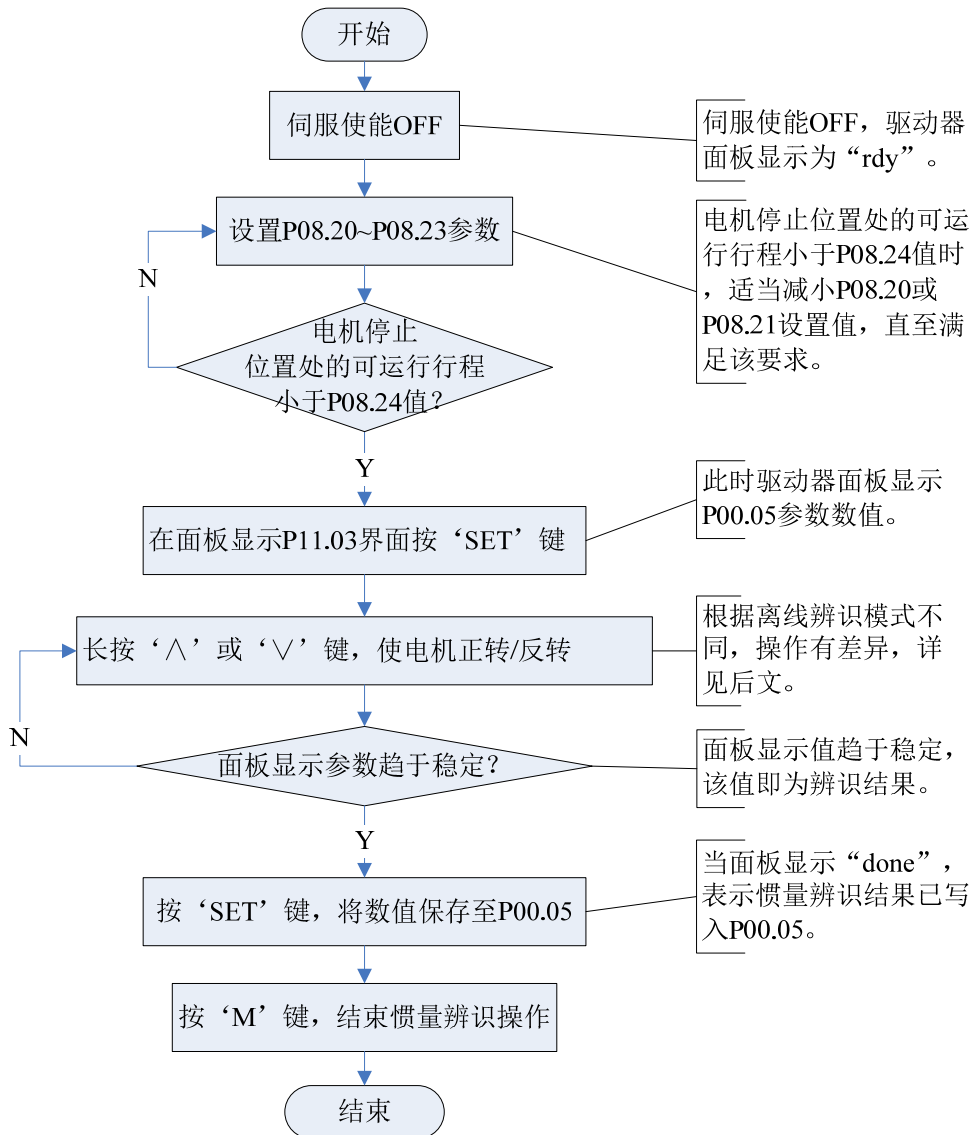 开始
伺服使能OFF
伺服使能OFF，驱动器
面板显示为“rdy”。
设置P08.20~P08.23参数
电机停止位置处的可运
行行程小于P08.24值时
，适当减小P08.20或
P08.21设置值，直至满
足该要求。
N
电机停止
位置处的可运行行程
小于P08.24值？
Y
此时驱动器面板显示
P00.05参数数值。
在面板显示P11.03界面按‘SET’键
长按‘∧’或‘∨’键，使电机正转/反转
根据离线辨识模式不
同，操作有差异，详
见后文。
N
面板显示参数趋于稳定？
面板显示值趋于稳定，
该值即为辨识结果。
Y
按‘SET’键，将数值保存至P00.05
当面板显示“done”，
表示惯量辨识结果已写
入P00.05。
按‘M’键，结束惯量辨识操作
结束